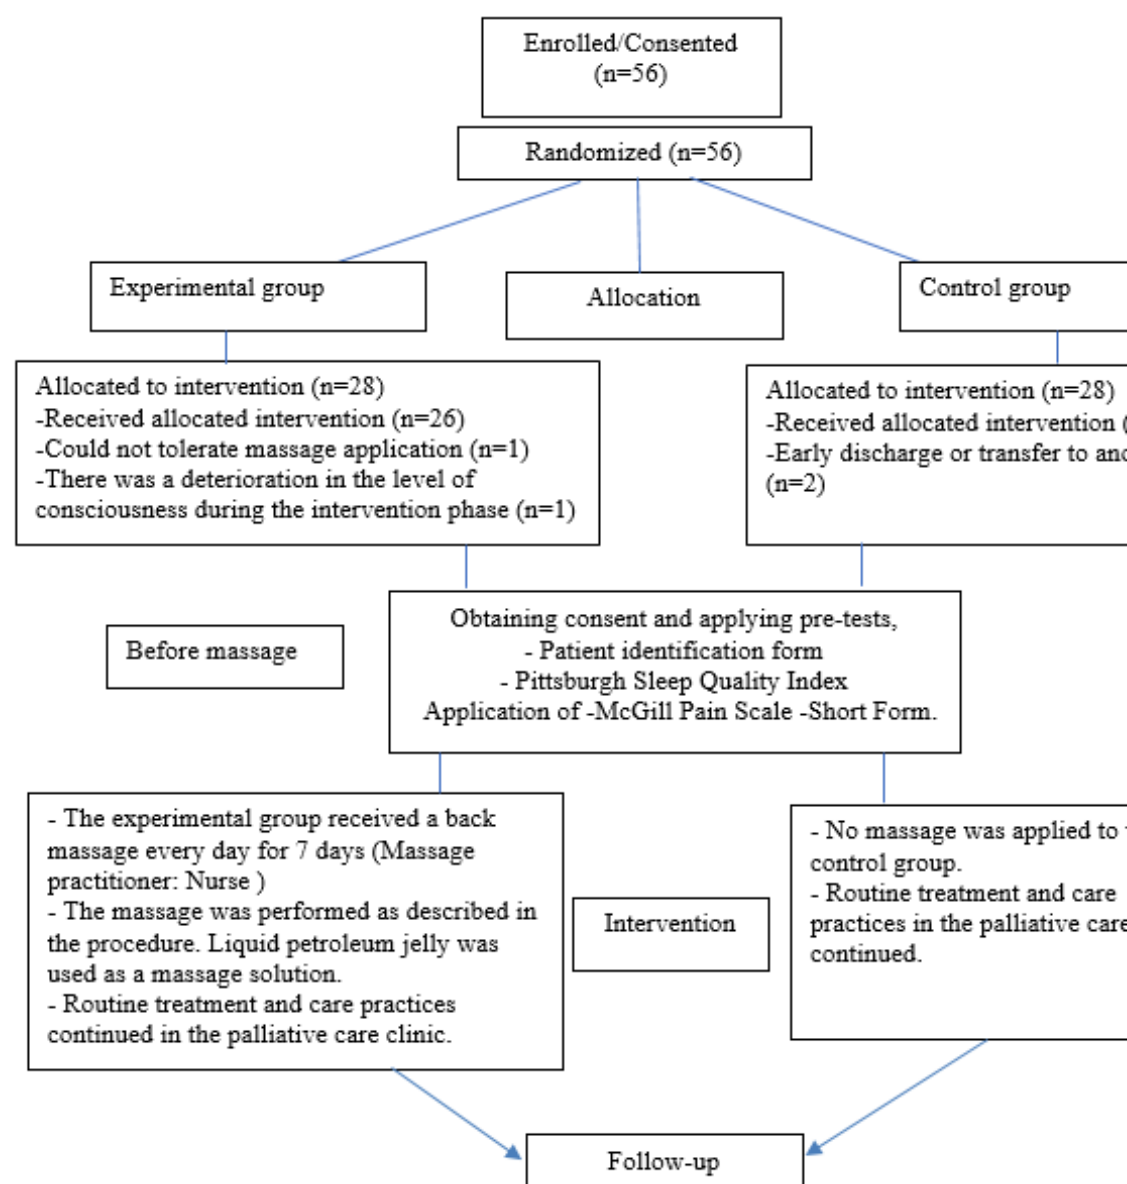 Enrolled/Consented
(n=56)
Randomized (n=56)
Experimental group
Allocation
Control group
Allocated to intervention (n=28)
-Received allocated intervention (n=26)
-Could not tolerate massage application (n=1)
-There was a deterioration in the level of
consciousness during the intervention phase (n=1)
Allocated to intervention (n=28)
-Received allocated intervention (
-Early discharge or transfer to
(n=2)
Before massage
Obtaining consent and applying pre-tests,
- Patient identification form
- Pittsburgh Sleep Quality Index
Application of -McGill Pain Scale -Short Form.
- The experimental group received a back
massage every day for 7 days (Massage
practitioner: Nurse )
- The massage was performed as described in
the procedure. Liquid petroleum jelly was
used as a massage solution.
- Routine treatment and care practices
continued in the palliative care clinic.
Intervention
- No massage was applied to
control group.
- Routine treatment and care
practices in the palliative care
continued.
Follow-up